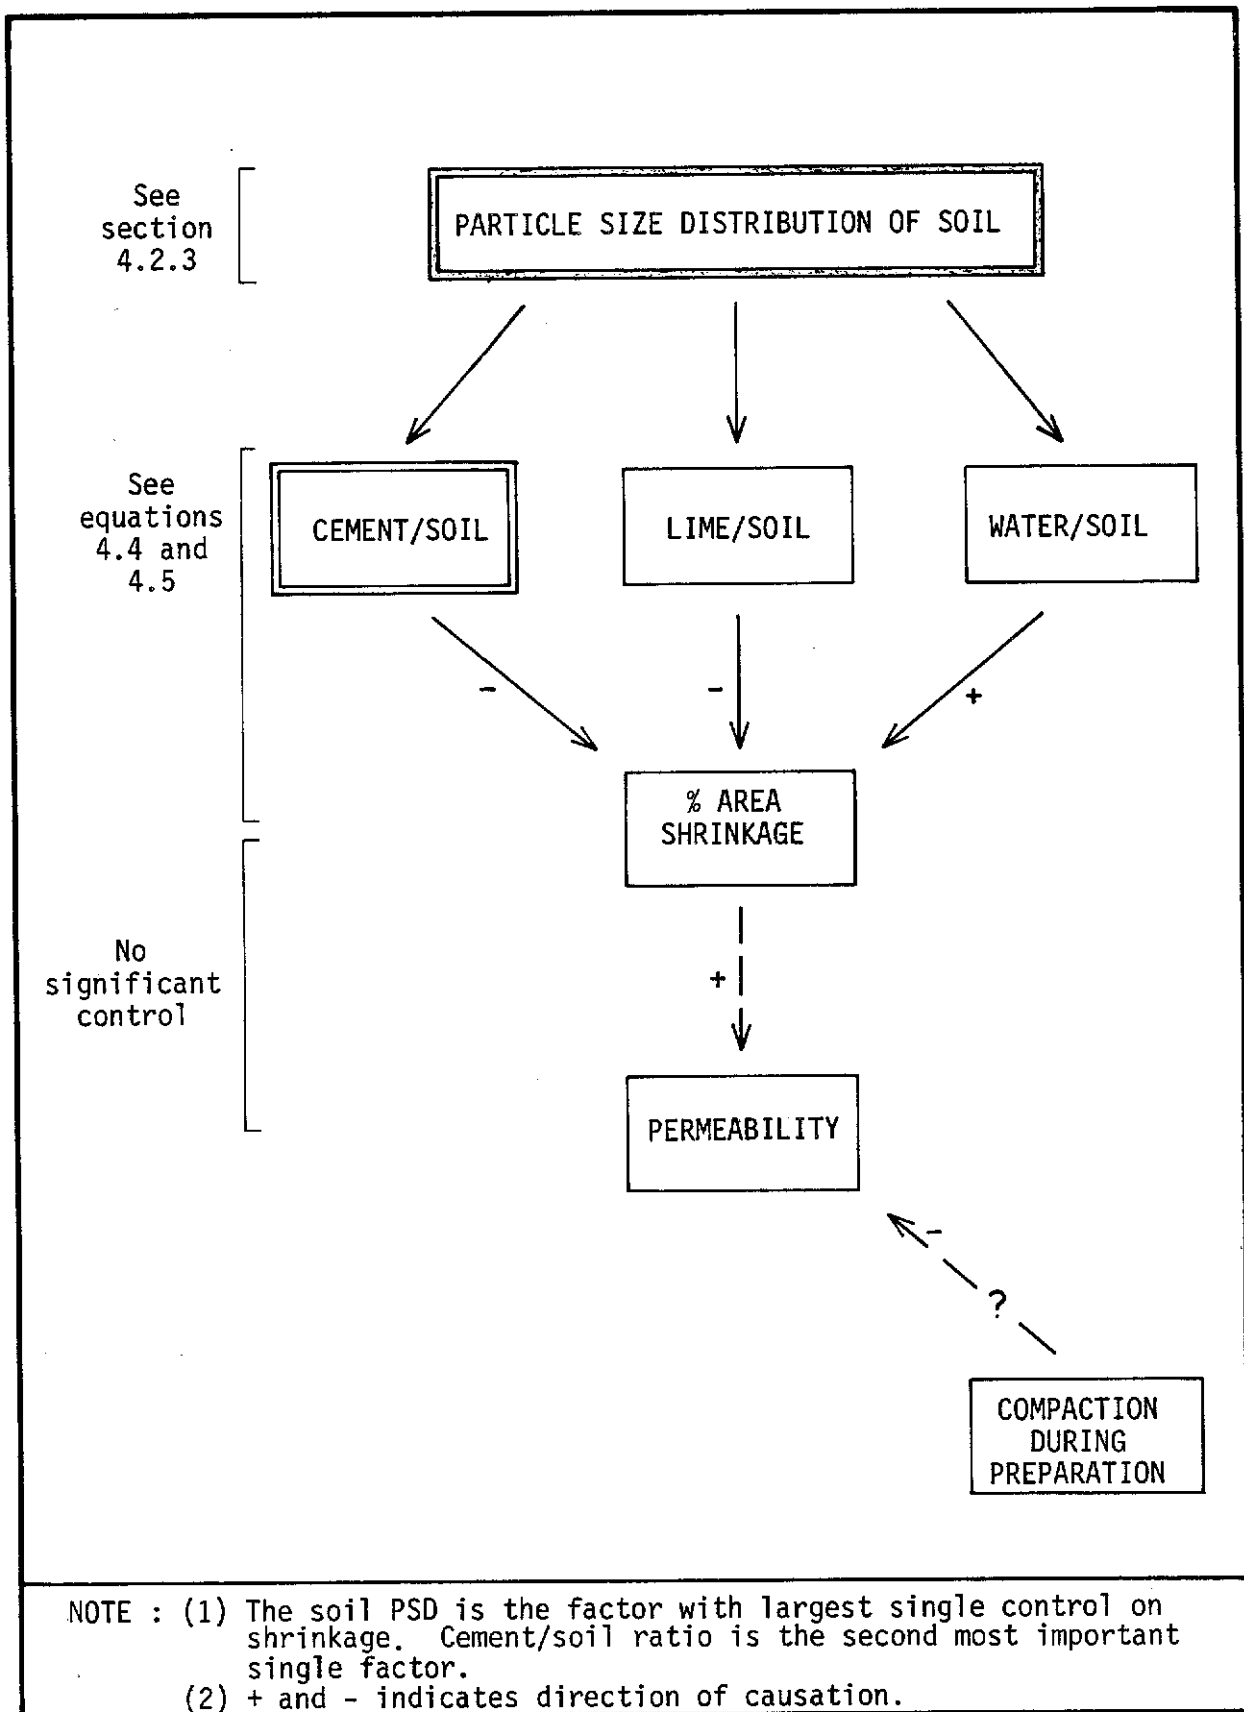 See
section
4.2.3
PARTICLE SIZE DISTRIBUTION OF SOIL
See
equations
4.4 and
4.5
CEMENT/SOIL
LIME/SOIL
WATER/SOIL
-
-
+
% AREA
SHRINKAGE
No
significant
control
+
PERMEABILITY
-
?
COMPACTION
DURING
PREPARATION
NOTE : (1) The soil PSD is the factor with largest single control on
shrinkage. Cement/soil ratio is the second most important
single factor.
(2) + and - indicates direction of causation.